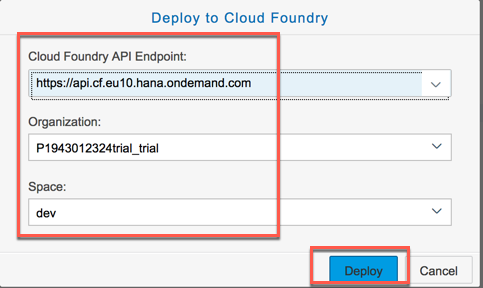 Deploy to Cloud Foundry
Cloud Foundry API Endpoint:
https://api.cf.eu10.hana.ondemand.com
Organization:
P1943012324trial_trial
Space:
dev
Deploy
Cancel